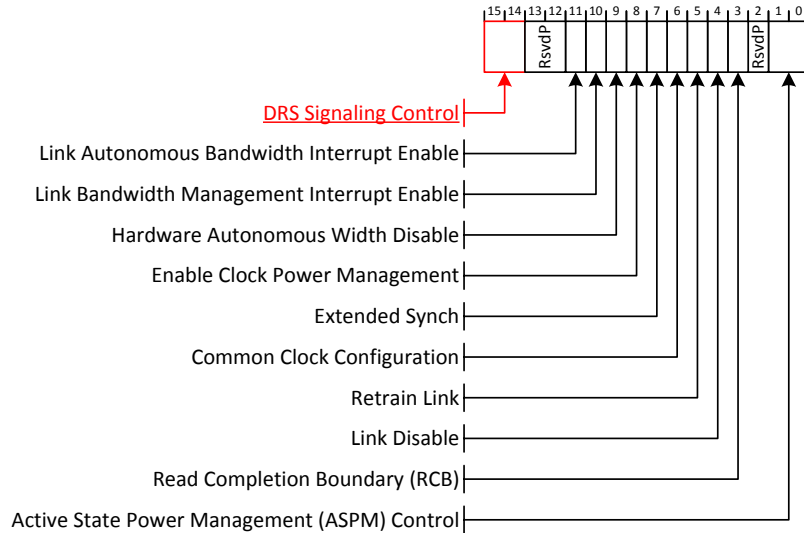 15 14 13 12 11 10 9 8 7 6 5 4 3 2 1 0
RsvdP RsvdP
DRS Signaling Control
Link Autonomous Bandwidth Interrupt Enable
Link Bandwidth Management Interrupt Enable
Hardware Autonomous Width Disable
Enable Clock Power Management
Extended Synch
Common Clock Configuration
Retrain Link
Link Disable
Read Completion Boundary (RCB)
Active State Power Management (ASPM) Control